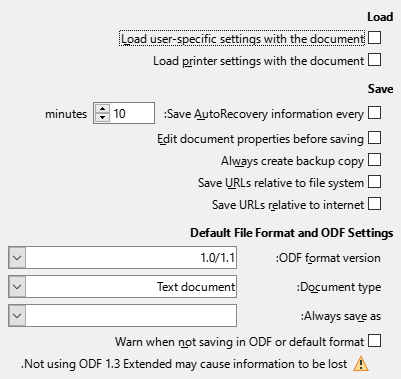 Load
Load user-specific settings with the document
Load printer settings with the document
Save
Save AutoRecovery information every: 10 minutes
Edit document properties before saving
Always create backup copy
Save URLs relative to file system
Save URLs relative to internet
Default File Format and ODF Settings
ODF format version: 1.0/1.1
Document type: Text document
Always save as:
Warn when not saving in ODF or default format
Not using ODF 1.3 Extended may cause information to be lost.